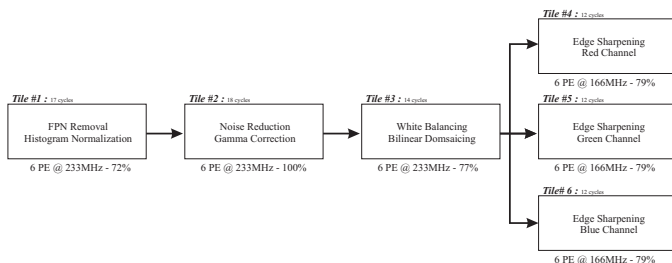 Tile #1 : 17 cycles
FPN Removal
Histogram Normalization
6 PE @ 233MHz - 72%
Tile #2 : 18 cycles
Noise Reduction
Gamma Correction
6 PE @ 233MHz - 100%
Tile #3 : 14 cycles
White Balancing
Bilinear Domsaicing
6 PE @ 233MHz - 77%
Tile #4 : 12 cycles
Edge Sharpening
Red Channel
6 PE @ 166MHz - 79%
Tile #5 : 12 cycles
Edge Sharpening
Green Channel
6 PE @ 166MHz - 79%
Tile# 6 : 12 cycles
Edge Sharpening
Blue Channel
6 PE @ 166MHz - 79%